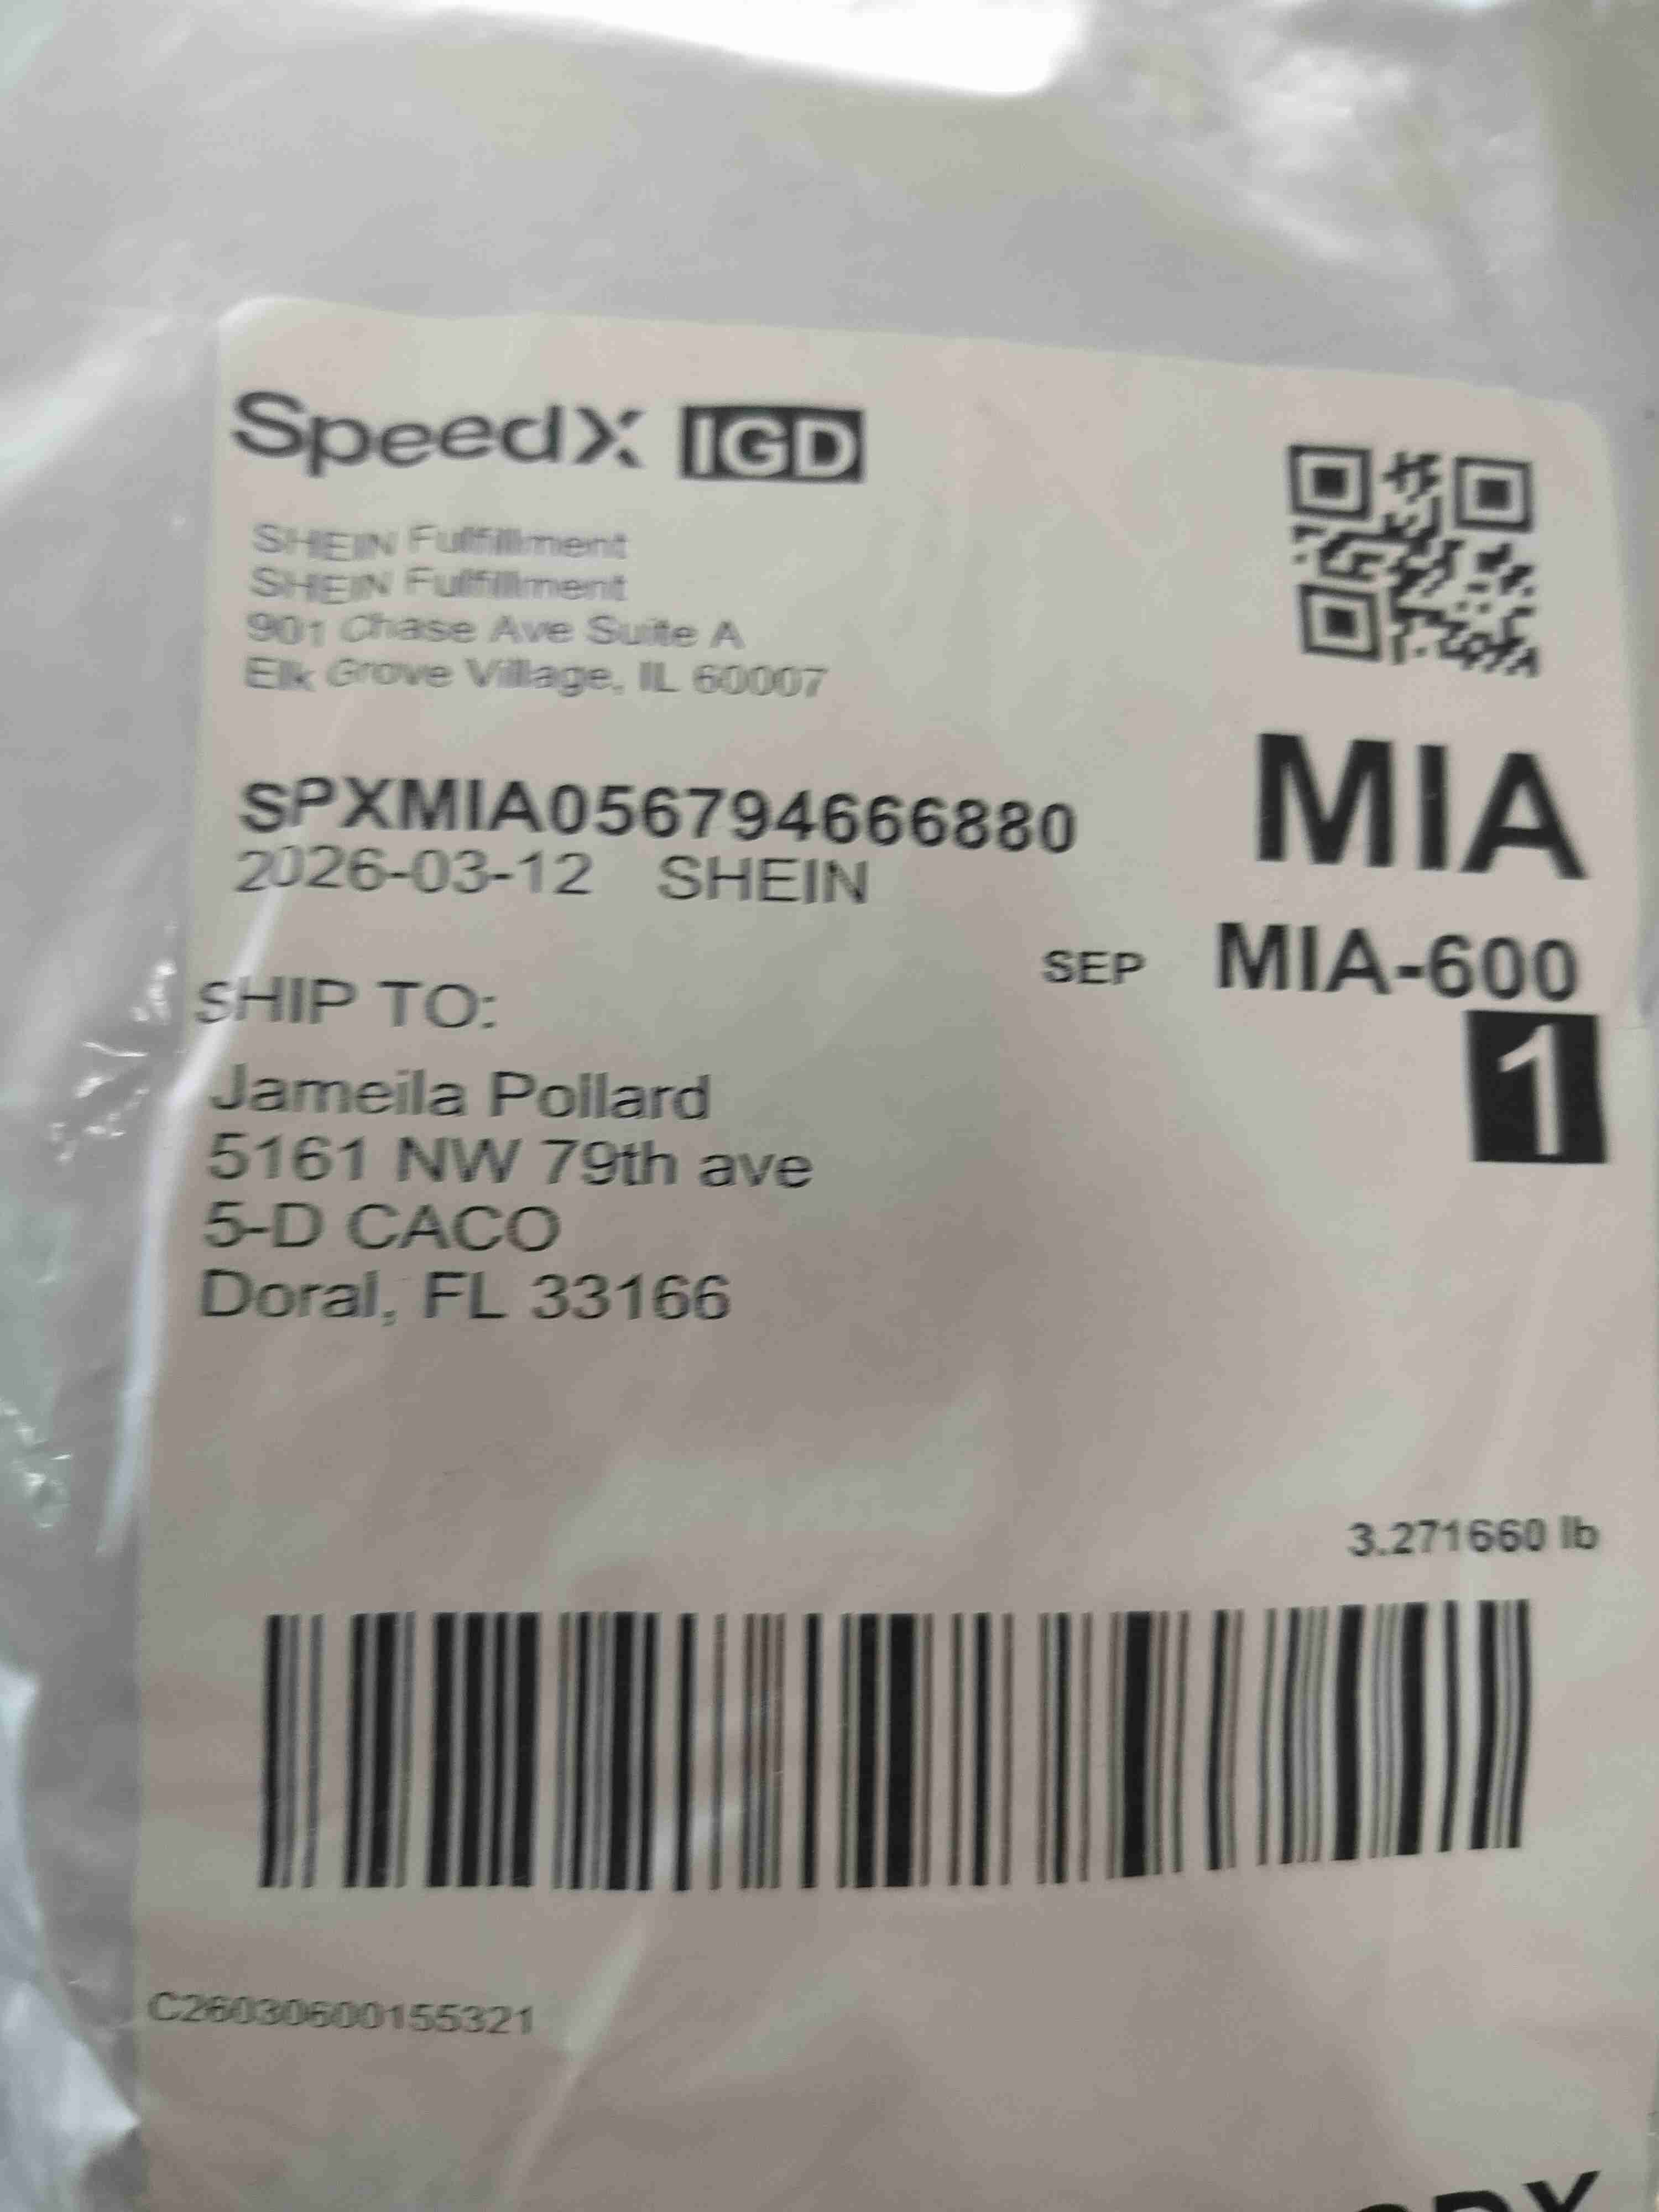 SpeedX IGD
SHEIN Fulfillment
SHEIN Fulfillment
901 Chase Ave Suite A
Elk Grove Village, IL 60007
SPXMIA056794666880
2026-03-12 SHEIN
MIA
SEP MIA-600
1
SHIP TO:
Jameila Pollard
5161 NW 79th ave
5-D CACO
Doral, FL 33166
3.271660 lb
C26030600155321